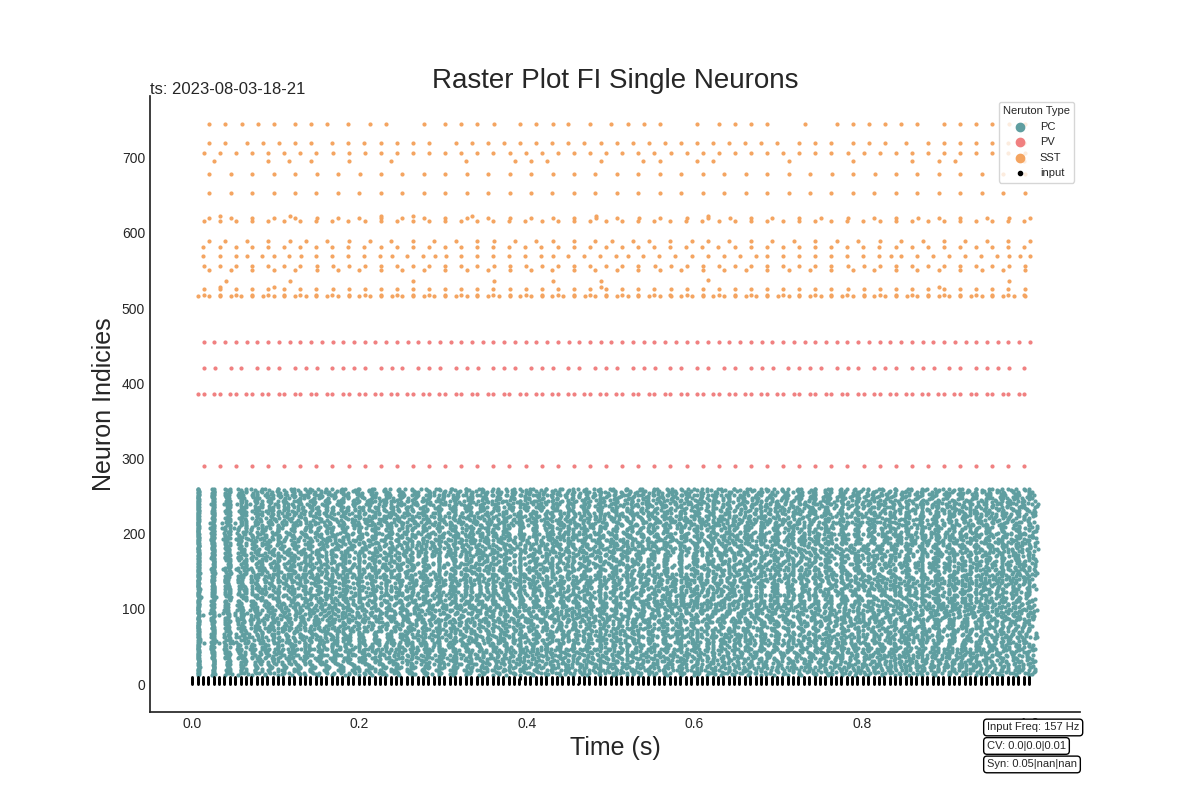 Raster Plot FI Single Neurons
ts: 2023-08-03-18-21
Neruton Type
PC
PV
SST
input
700
600
500
400
300
200
100
0
Neuron Indicies
0.0 0.2 0.4 0.6 0.8
Time (s)
Input Freq: 157 Hz
CV: 0.0|0.0|0.01
Syn: 0.05|nan|nan